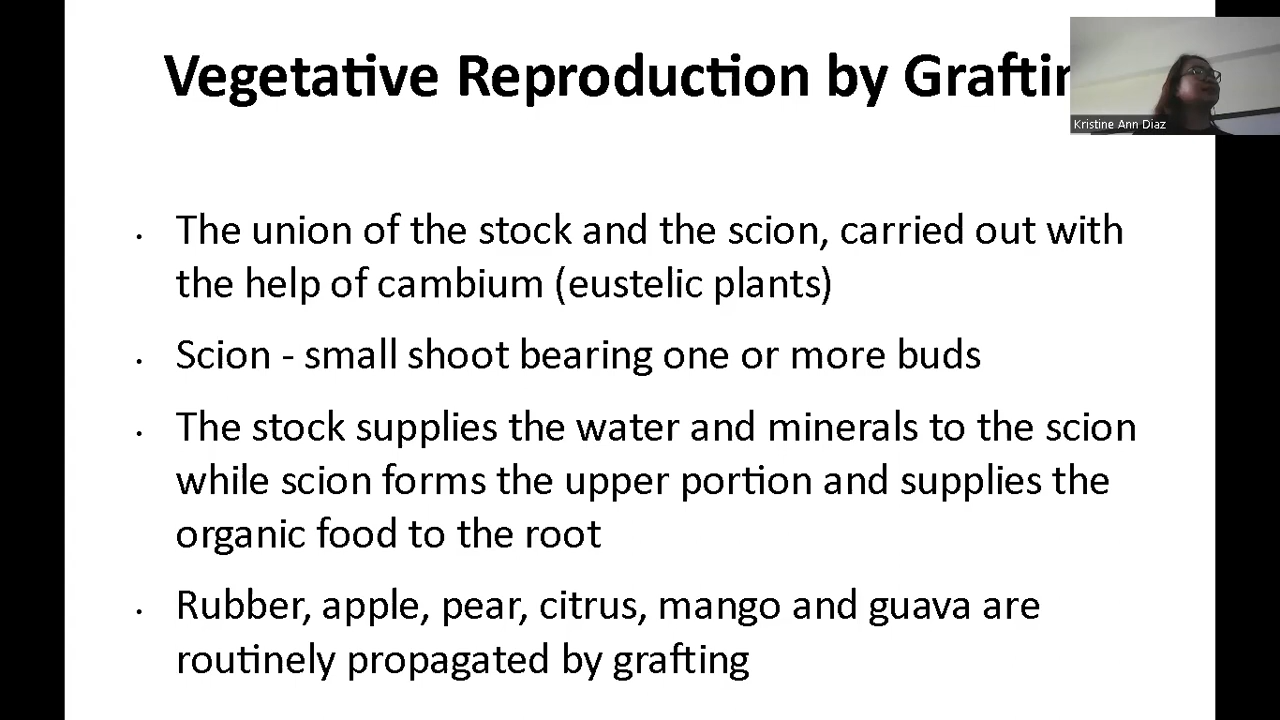 Vegetative Reproduction by Graftin
Kristine Ann Diaz
The union of the stock and the scion, carried out with
the help of cambium (eustelic plants)
Scion - small shoot bearing one or more buds
The stock supplies the water and minerals to the scion
while scion forms the upper portion and supplies the
organic food to the root
Rubber, apple, pear, citrus, mango and guava are
routinely propagated by grafting